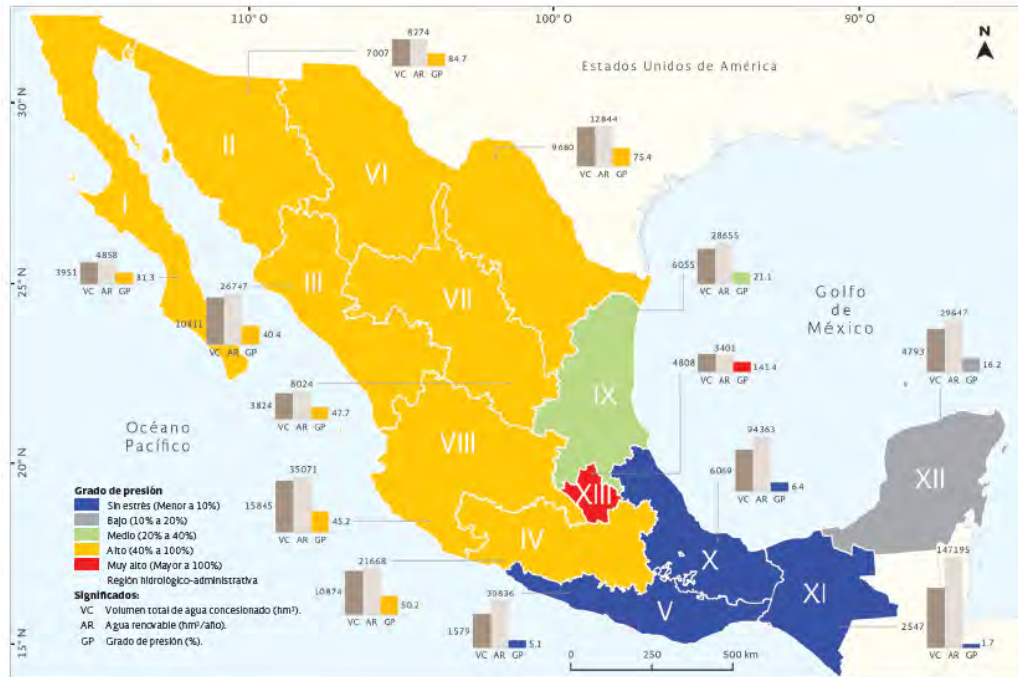 110° O
100° O
90° O
N
Estados Unidos de América
30° N
25° N
20° N
15° N
7007
8274
84.7
VC AR GP
9680
12844
75.4
VC AR GP
II
VI
I
3951
4858
81.3
VC AR GP
III
VII
26747
10811
40.4
VC AR GP
6055
28655
21.1
VC AR GP
Golfo
de
México
4808
3401
141.4
VC AR GP
4793
29647
16.2
VC AR GP
IX
3824
8024
47.7
VC AR GP
Océano
Pacífico
VIII
6069
94363
6.4
VC AR GP
XII
XIII
15845
35071
45.2
VC AR GP
IV
X
XI
V
10874
21668
50.2
VC AR GP
1579
30836
5.1
VC AR GP
2547
147195
1.7
VC AR GP
Grado de presión
Sin estrés (Menor a 10%)
Bajo (10% a 20%)
Medio (20% a 40%)
Alto (40% a 100%)
Muy alto (Mayor a 100%)
Región hidrológico-administrativa
Significados:
VC Volumen total de agua concesionado (hm³).
AR Agua renovable (hm³/año).
GP Grado de presión (%).
0 250 500 km